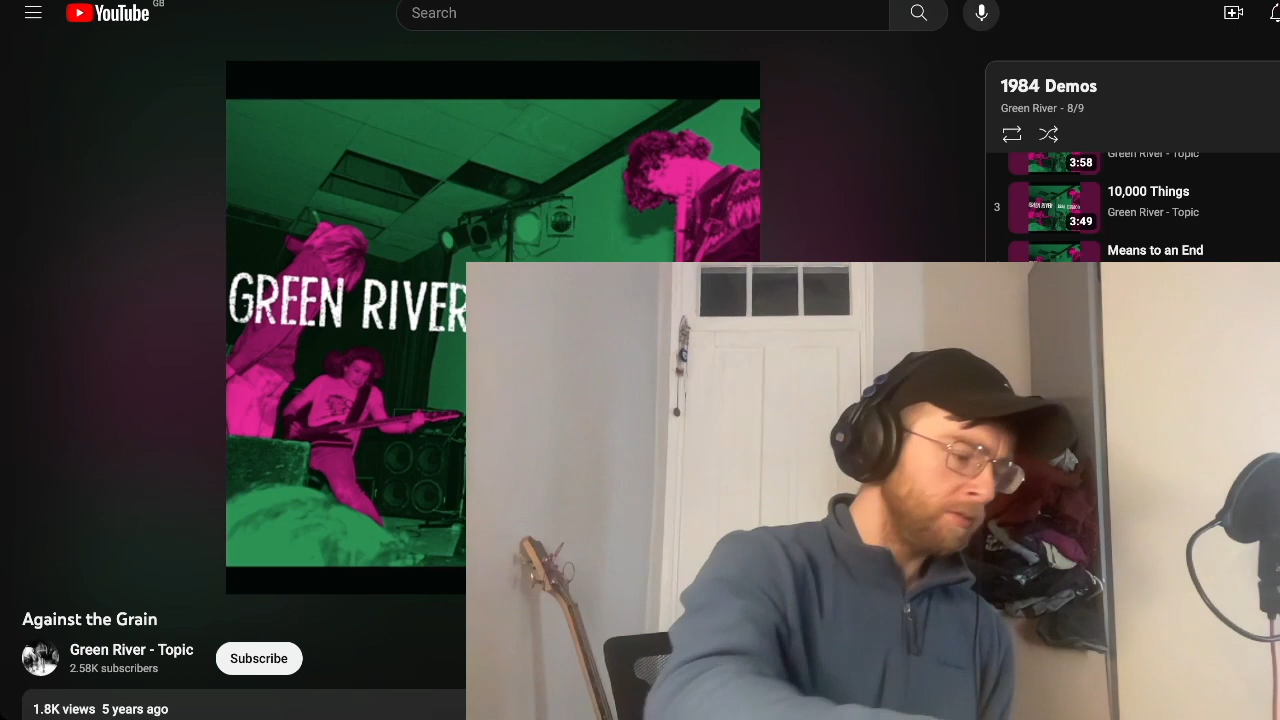 YouTube GB
Search
1984 Demos
Green River - 8/9
3:58
Green River - Topic
3
3:49
10,000 Things
Green River - Topic
Means to an End
GREEN RIVER
Against the Grain
Green River - Topic
2.58K subscribers
Subscribe
1.8K views 5 years ago